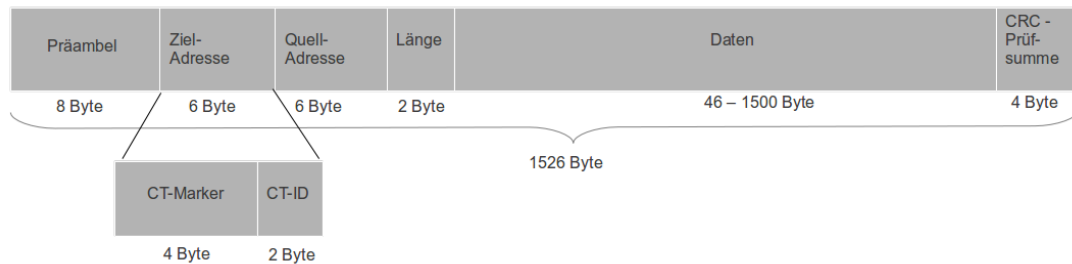 Präambel
Ziel-
Adresse
Quell-
Adresse
Länge
Daten
CRC -
Prüf-
summe
8 Byte
6 Byte
6 Byte
2 Byte
46 – 1500 Byte
4 Byte
1526 Byte
CT-Marker
CT-ID
4 Byte
2 Byte